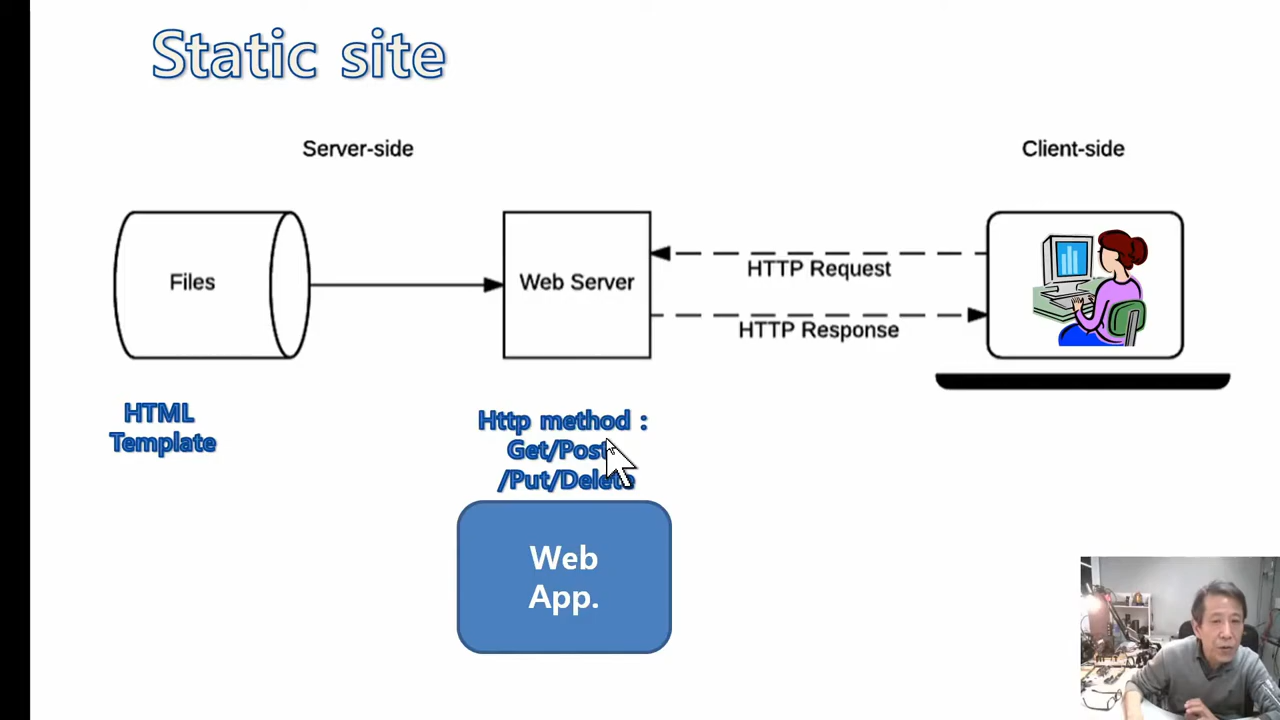 Static site
Server-side
Client-side
Files
Web Server
HTTP Request
HTTP Response
HTML
Template
Http method :
Get/Post
/Put/Delete
Web
App.